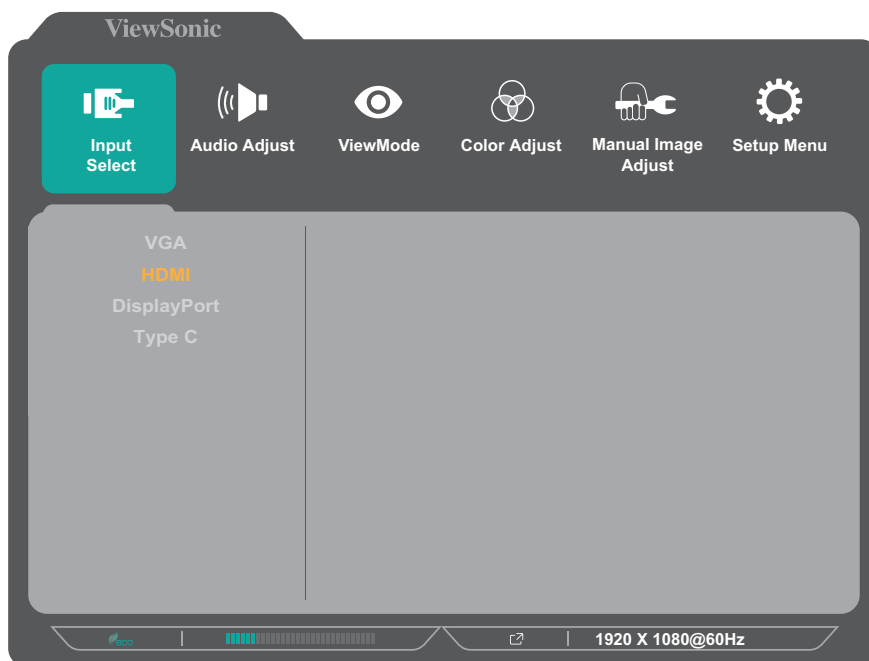 ViewSonic
Input
Select
Audio Adjust
ViewMode
Color Adjust
Manual Image
Adjust
Setup Menu
VGA
HDMI
DisplayPort
Type C
eco
1920 X 1080@60Hz